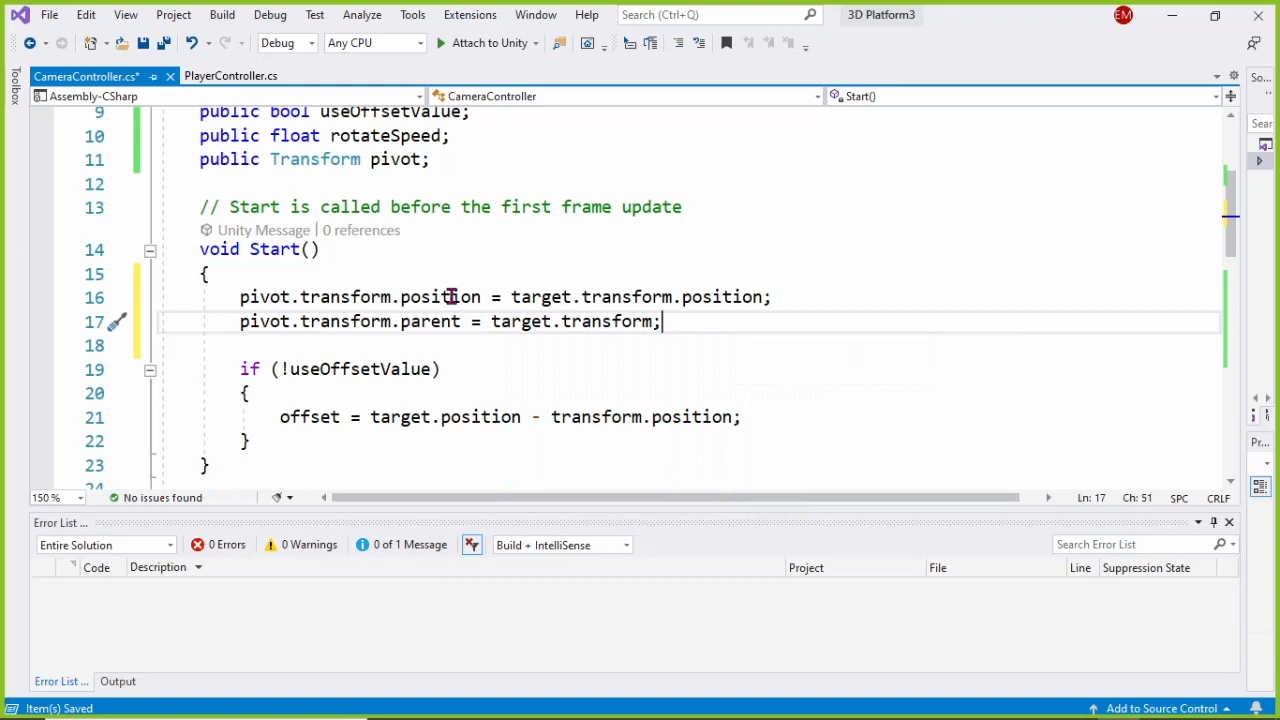 File Edit View Project Build Debug Test Analyze Tools Extensions Window Help Search (Ctrl+Q) 3D Platform3 EM
Debug Any CPU Attach to Unity
CameraController.cs* PlayerController.cs
Toolbox
So...
Assembly-CSharp CameraController Start()
Sear
9 public bool useOffsetValue;
10 public float rotateSpeed;
11 public Transform pivot;
12
13 // Start is called before the first frame update
Unity Message | 0 references
14 void Start()
15 {
16 pivot.transform.position = target.transform.position;
17 pivot.transform.parent = target.transform;
18
19 if (!useOffsetValue)
20 {
21 offset = target.position - transform.position;
22 }
23 }
24
Pr...
150 % No issues found Ln: 17 Ch: 51 SPC CRLF
Error List ...
Entire Solution 0 Errors 0 Warnings 0 of 1 Message Build + IntelliSense Search Error List
Code Description Project File Line Suppression State
Error List ... Output
Item(s) Saved Add to Source Control